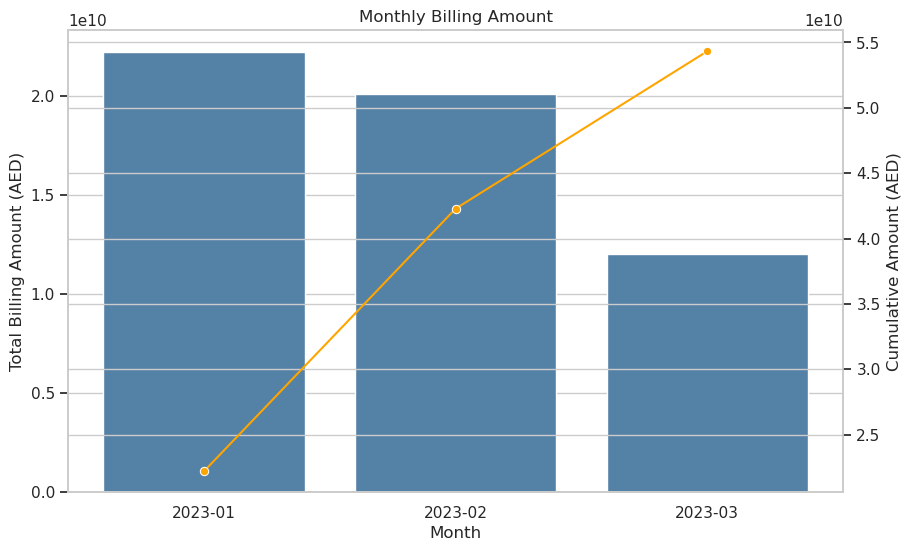 Monthly Billing Amount
1e10
1e10
Total Billing Amount (AED)
2.0
1.5
1.0
0.5
0.0
5.5
5.0
4.5
4.0
3.5
3.0
2.5
Cumulative Amount (AED)
2023-01 2023-02 2023-03
Month